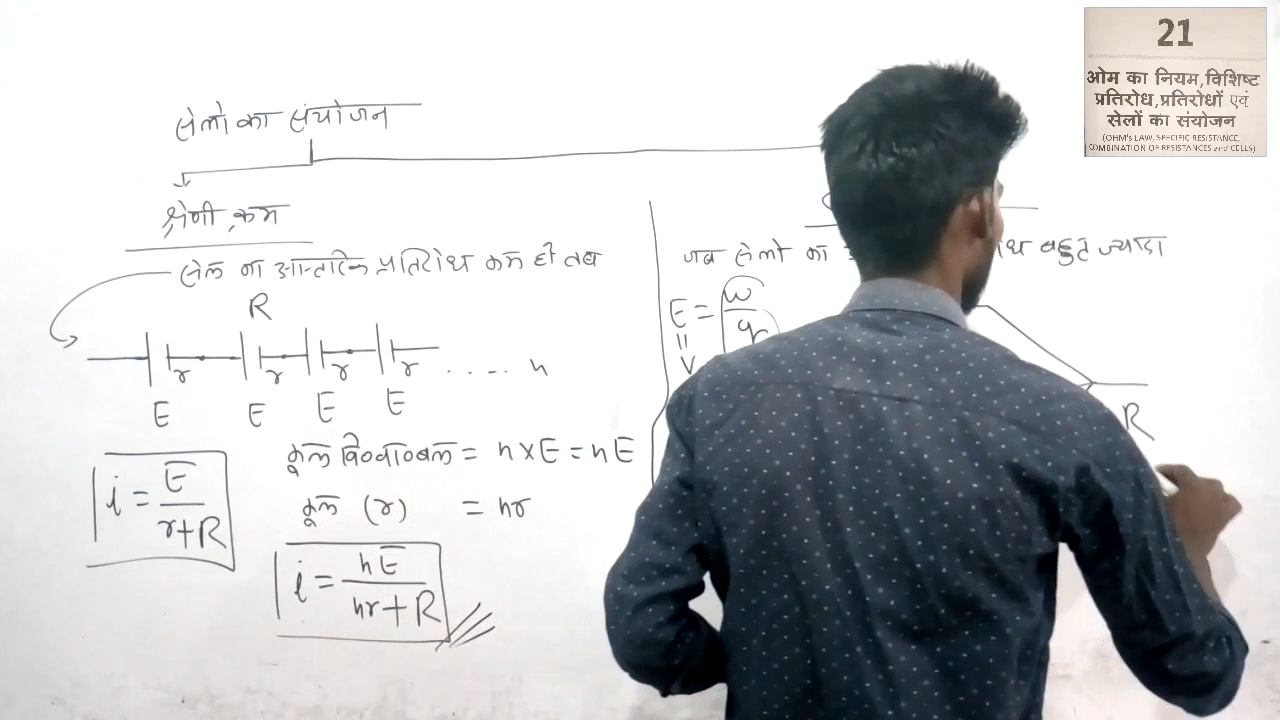 21
ओम का नियम,विशिष्ट
प्रतिरोध,प्रतिरोधों एवं
सेलों का संयोजन
(OHM's LAW, SPECIFIC RESISTANCE,
COMBINATION OF RESISTANCES and CELLS)
सेलो का संयोजन
श्रेणी क्रम
सेल का आन्तरिक प्रतिरोध कम हो तब
R
r r r r ..... n
E E E E
i = E / r+R
कुल वि०वा०बल = n×E = nE
कुल (r) = nr
i = nE / nr+R
जब सेलो का बहुत ज्यादा
E = w / q
=
V
R